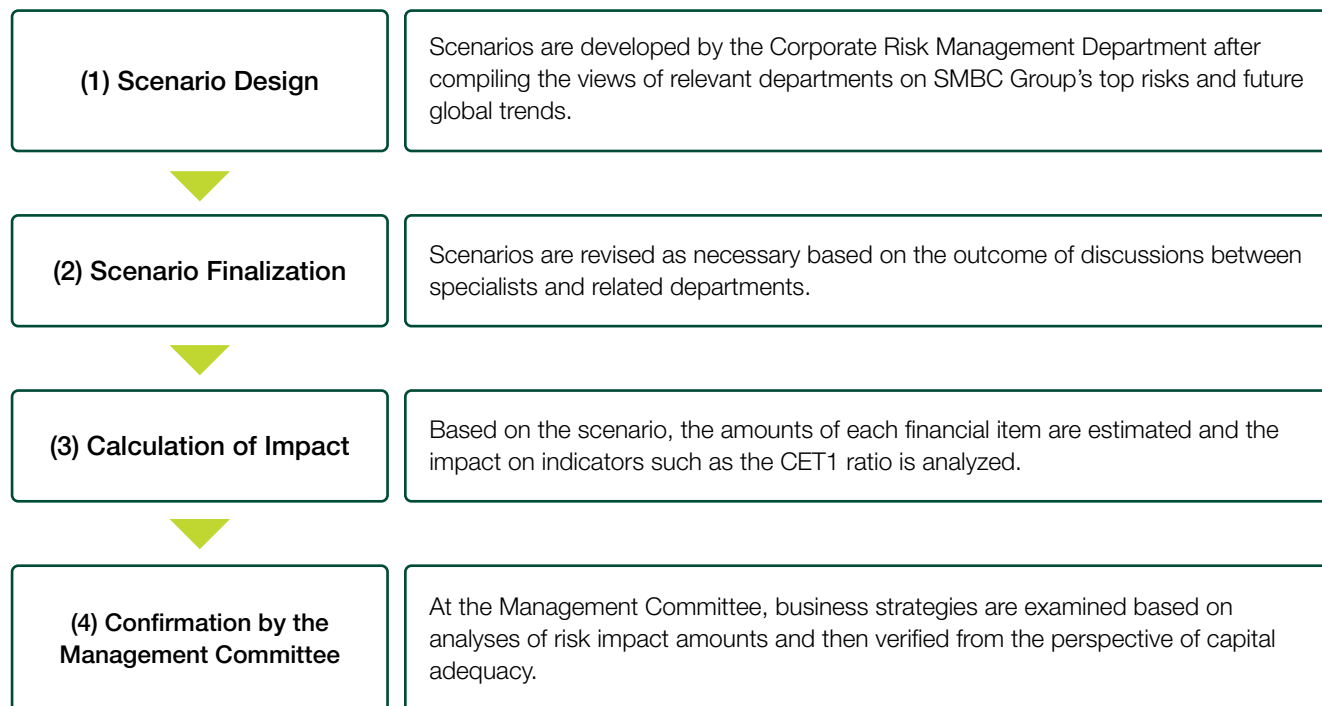 (1) Scenario Design
Scenarios are developed by the Corporate Risk Management Department after
compiling the views of relevant departments on SMBC Group’s top risks and future
global trends.
(2) Scenario Finalization
Scenarios are revised as necessary based on the outcome of discussions between
specialists and related departments.
(3) Calculation of Impact
Based on the scenario, the amounts of each financial item are estimated and the
impact on indicators such as the CET1 ratio is analyzed.
(4) Confirmation by the
Management Committee
At the Management Committee, business strategies are examined based on
analyses of risk impact amounts and then verified from the perspective of capital
adequacy.